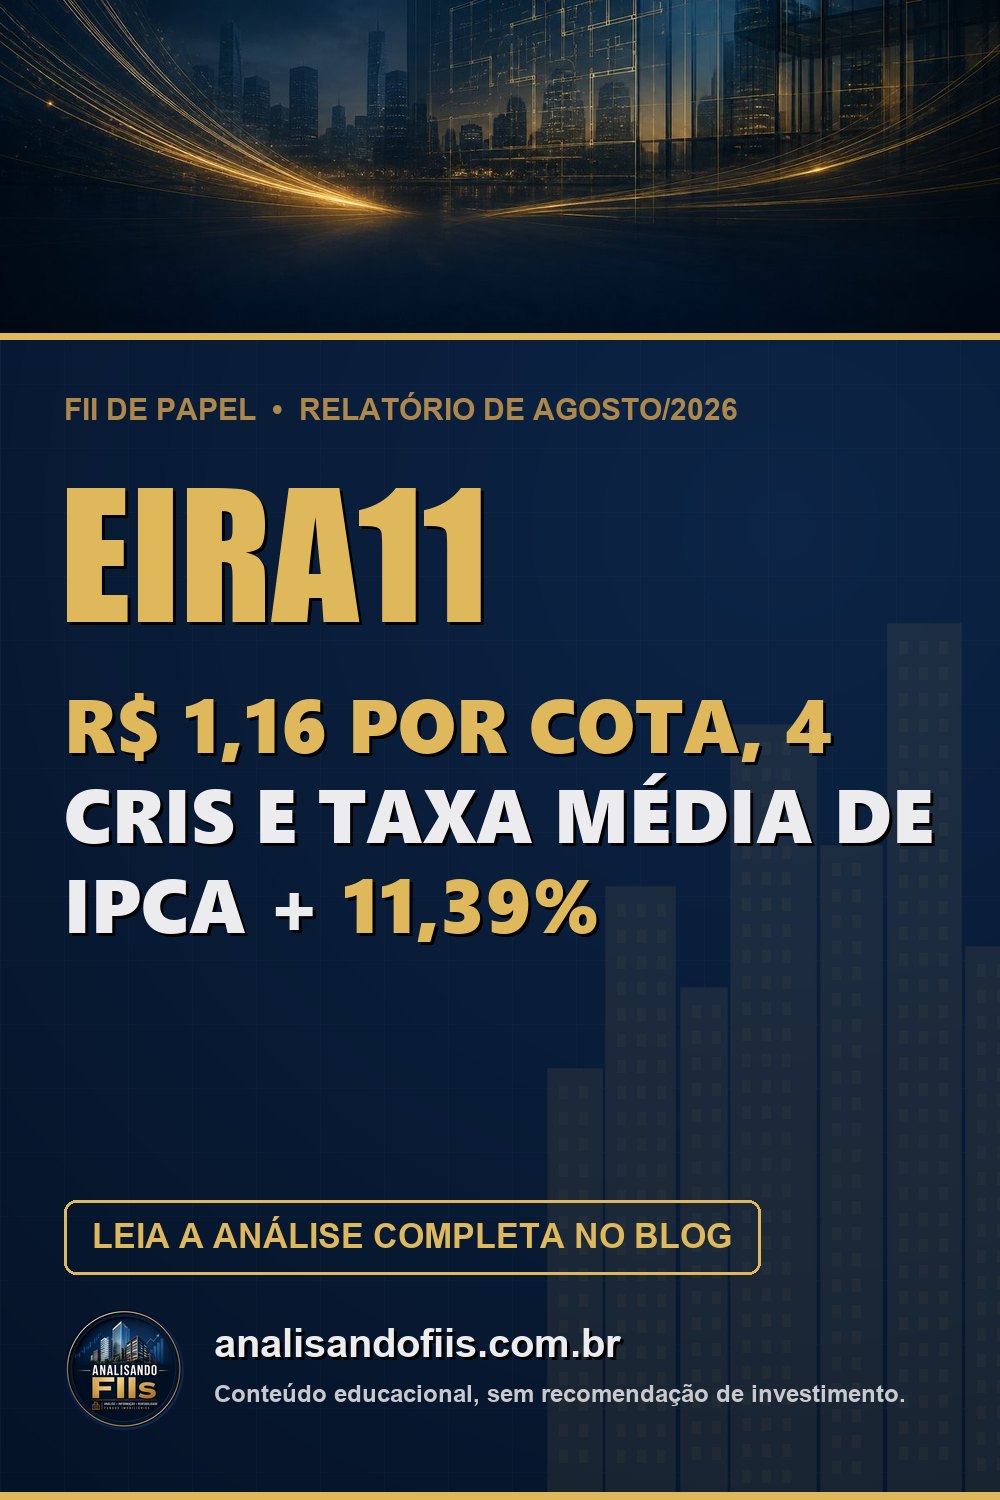 FII DE PAPEL • RELATÓRIO DE AGOSTO/2026
EIRA11
R$ 1,16 POR COTA, 4
CRIS E TAXA MÉDIA DE
IPCA + 11,39%
LEIA A ANÁLISE COMPLETA NO BLOG
ANALISANDO
FIIs
analisandofiis.com.br
Conteúdo educacional, sem recomendação de investimento.